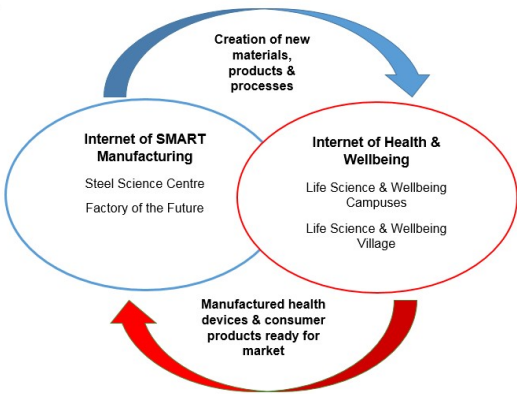 Creation of new
materials,
products &
processes
Internet of SMART
Manufacturing
Steel Science Centre
Factory of the Future
Internet of Health &
Wellbeing
Life Science & Wellbeing
Campuses
Life Science & Wellbeing
Village
Manufactured health
devices & consumer
products ready for
market